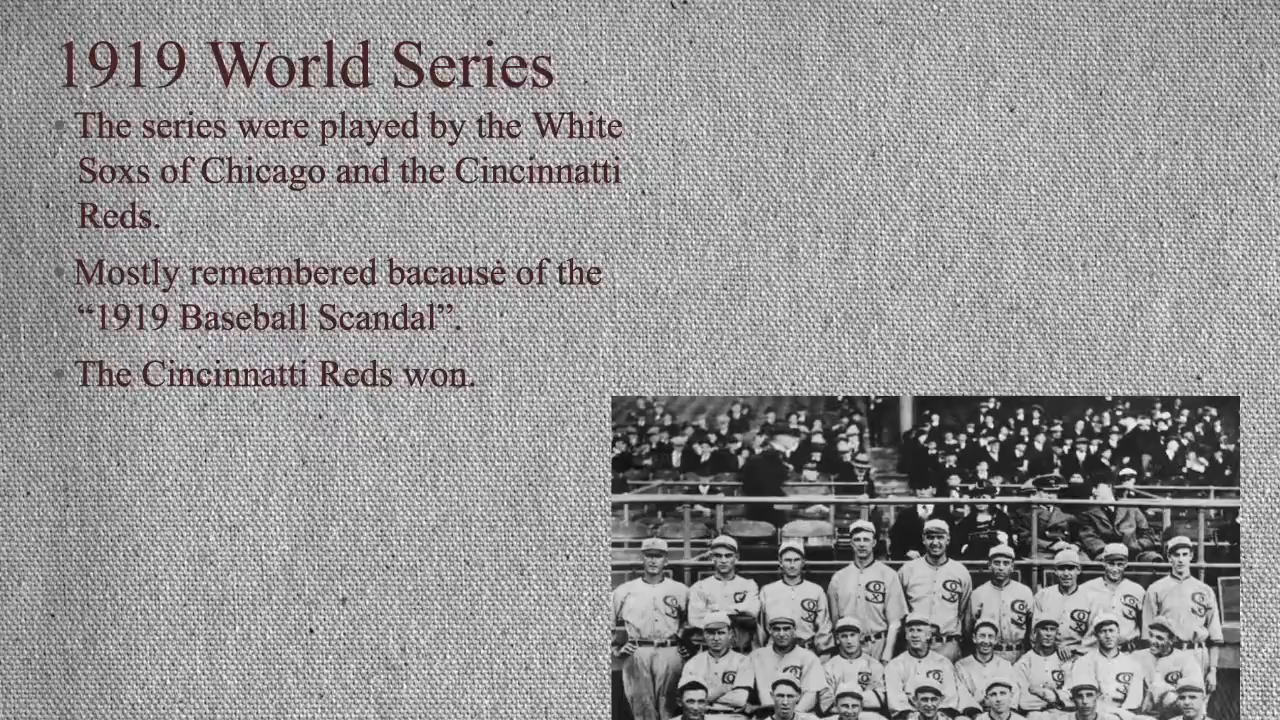 1919 World Series
• The series were played by the White
Soxs of Chicago and the Cincinnatti
Reds.
• Mostly remembered bacause of the
“1919 Baseball Scandal”.
• The Cincinnatti Reds won.